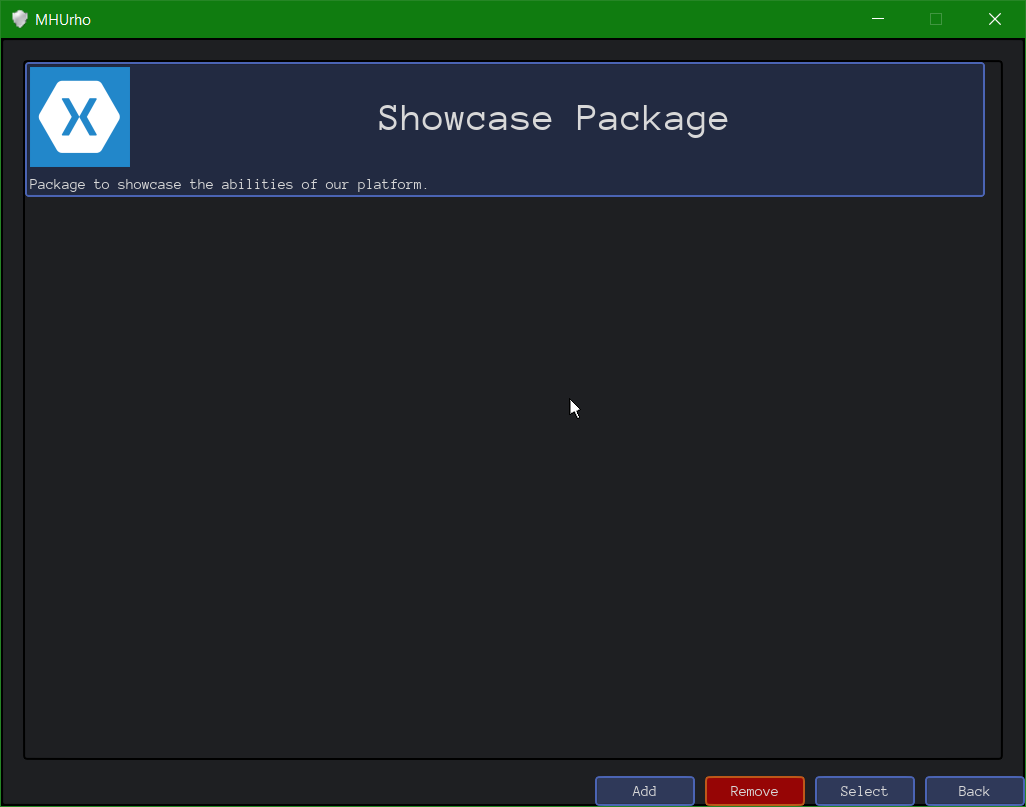 MHUrho
Showcase Package
Package to showcase the abilities of our platform.
Add Remove Select Back